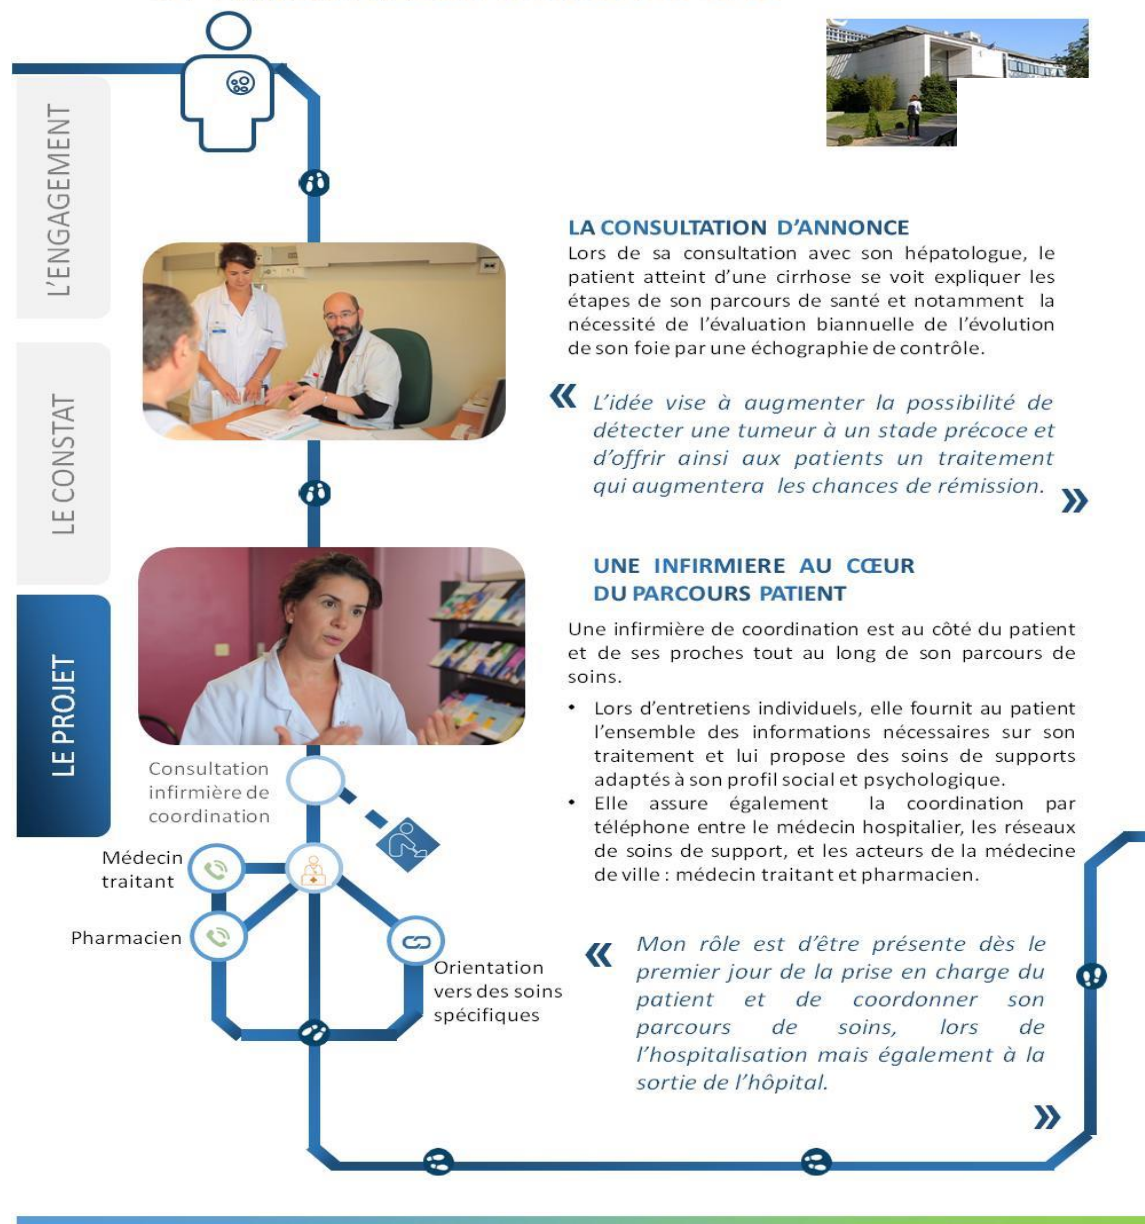 L'ENGAGEMENT
LE CONSTAT
LE PROJET
LA CONSULTATION D'ANNONCE
Lors de sa consultation avec son hépatologue, le
patient atteint d'une cirrhose se voit expliquer les
étapes de son parcours de santé et notamment la
nécessité de l'évaluation biannuelle de l'évolution
de son foie par une échographie de contrôle.
« L'idée vise à augmenter la possibilité de
détecter une tumeur à un stade précoce et
d'offrir ainsi aux patients un traitement
qui augmentera les chances de rémission. »
UNE INFIRMIERE AU CŒUR
DU PARCOURS PATIENT
Une infirmière de coordination est au côté du patient
et de ses proches tout au long de son parcours de
soins.
• Lors d'entretiens individuels, elle fournit au patient
l'ensemble des informations nécessaires sur son
traitement et lui propose des soins de supports
adaptés à son profil social et psychologique.
• Elle assure également la coordination par
téléphone entre le médecin hospitalier, les réseaux
de soins de support, et les acteurs de la médecine
de ville : médecin traitant et pharmacien.
Consultation
infirmière de
coordination
Médecin
traitant
Pharmacien
Orientation
vers des soins
spécifiques
« Mon rôle est d'être présente dès le
premier jour de la prise en charge du
patient et de coordonner son
parcours de soins, lors de
l'hospitalisation mais également à la
sortie de l'hôpital.
»